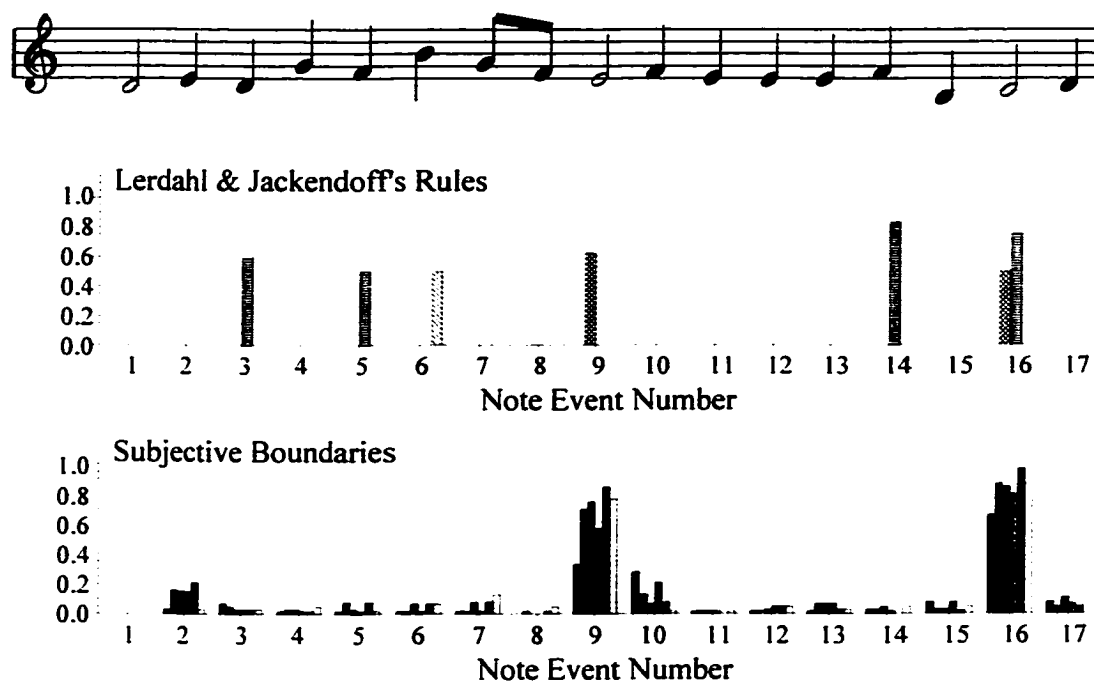 Lerdahl & Jackendoff's Rules
1.0
0.8
0.6
0.4
0.2
0.0
1 2 3 4 5 6 7 8 9 10 11 12 13 14 15 16 17
Note Event Number
Subjective Boundaries
1.0
0.8
0.6
0.4
0.2
0.0
1 2 3 4 5 6 7 8 9 10 11 12 13 14 15 16 17
Note Event Number